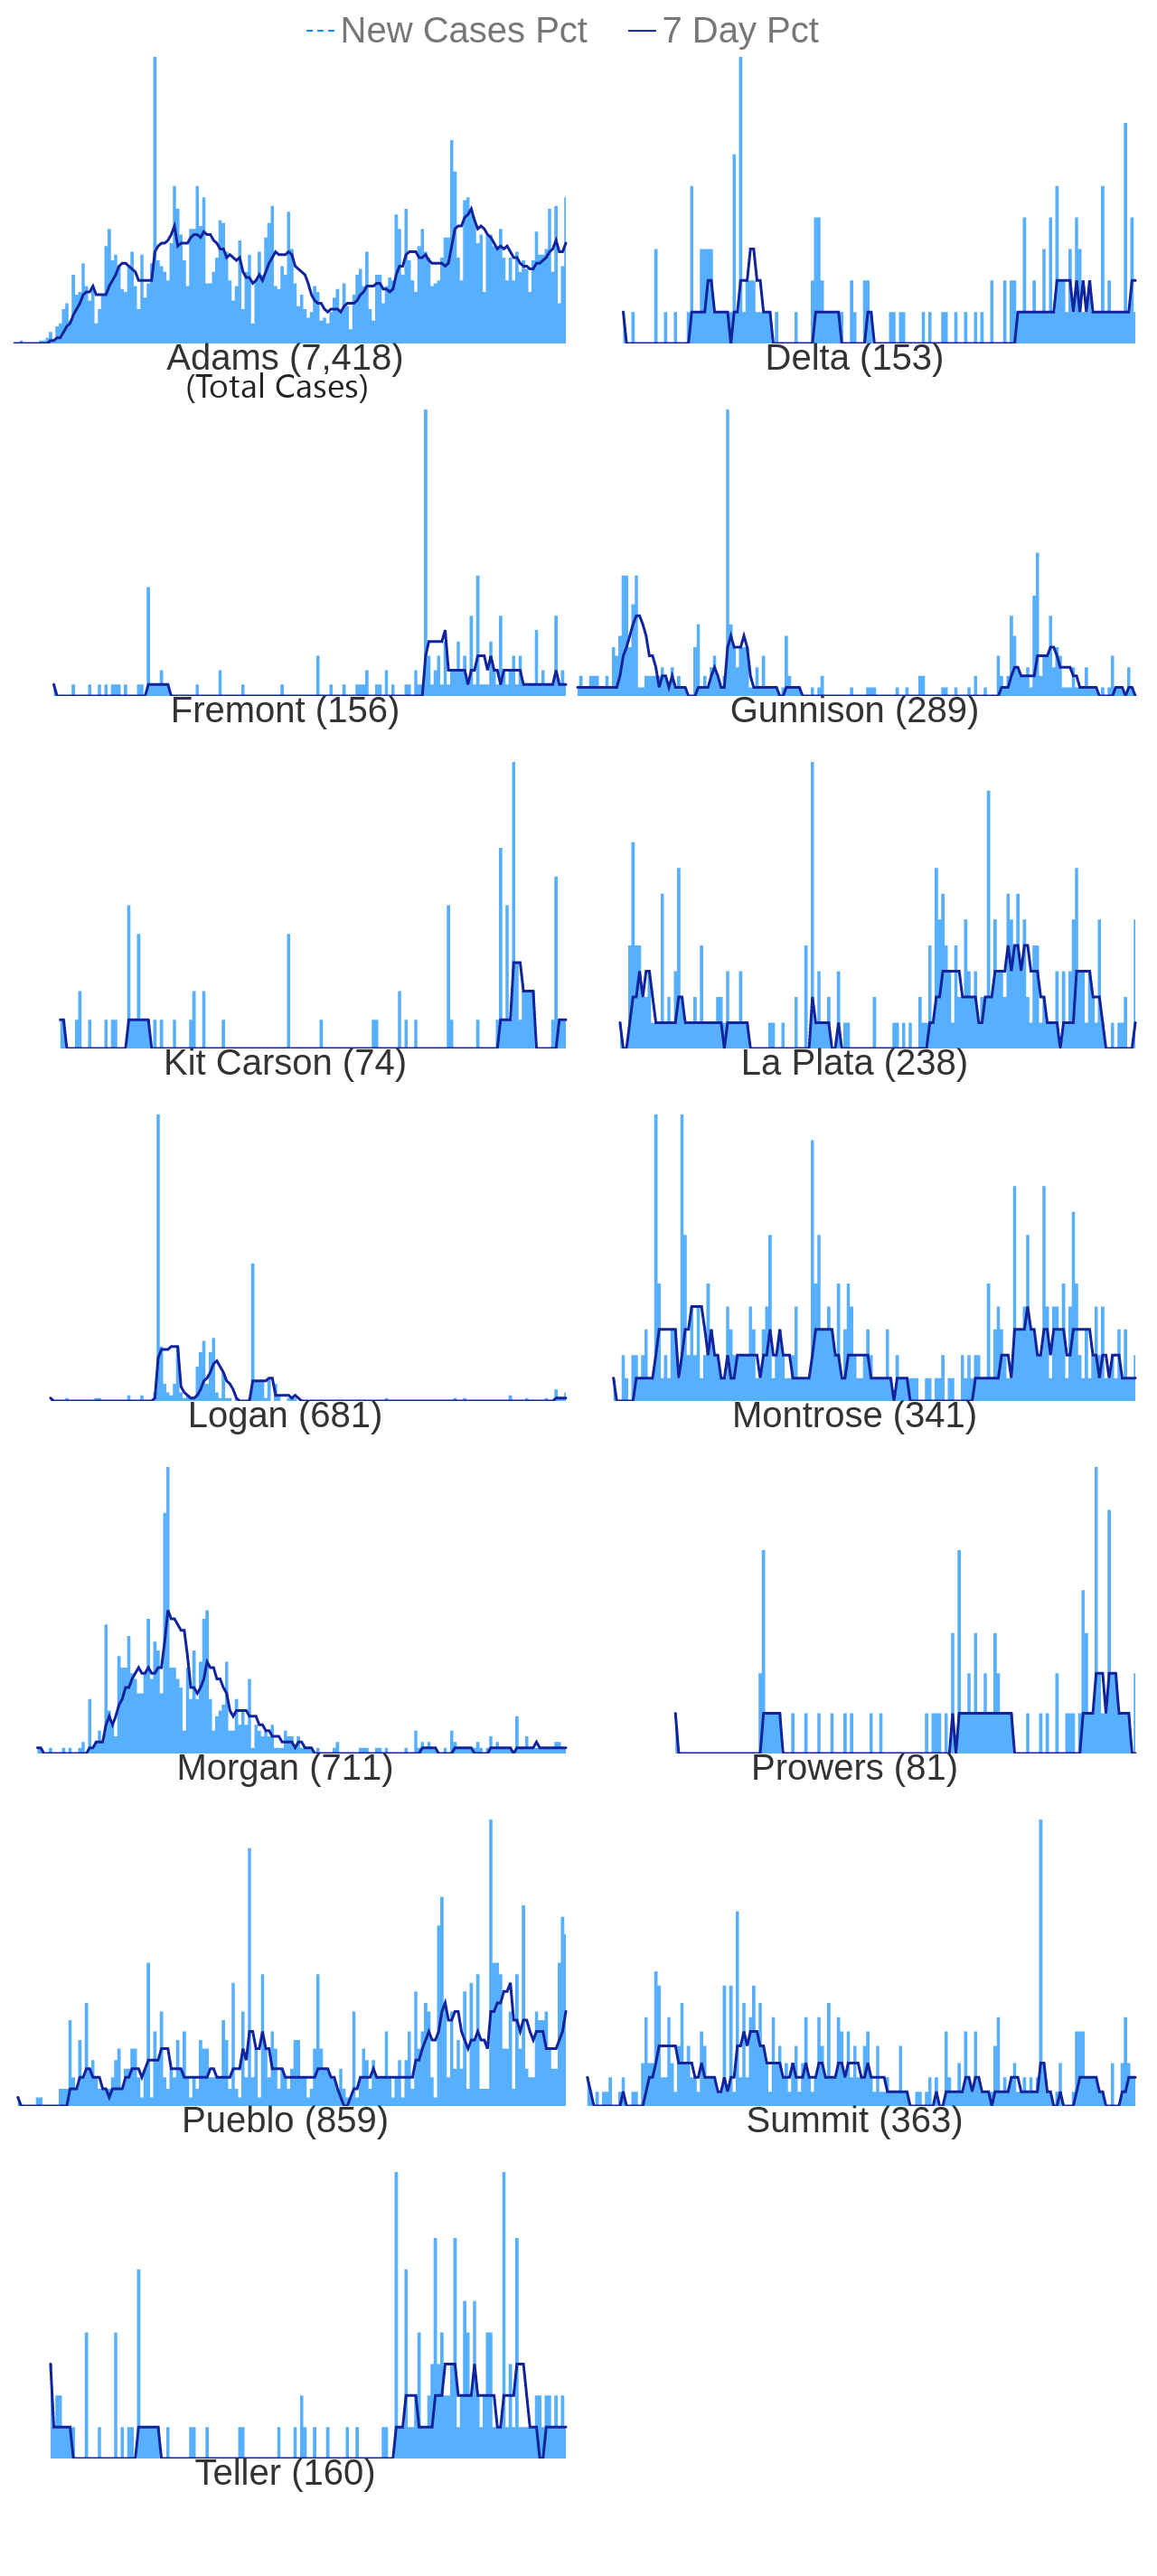 New Cases Pct 7 Day Pct
Adams (7,418) Delta (153)
(Total Cases)
Fremont (156) Gunnison (289)
Kit Carson (74) La Plata (238)
Logan (681) Montrose (341)
Morgan (711) Prowers (81)
Pueblo (859) Summit (363)
Teller (160)